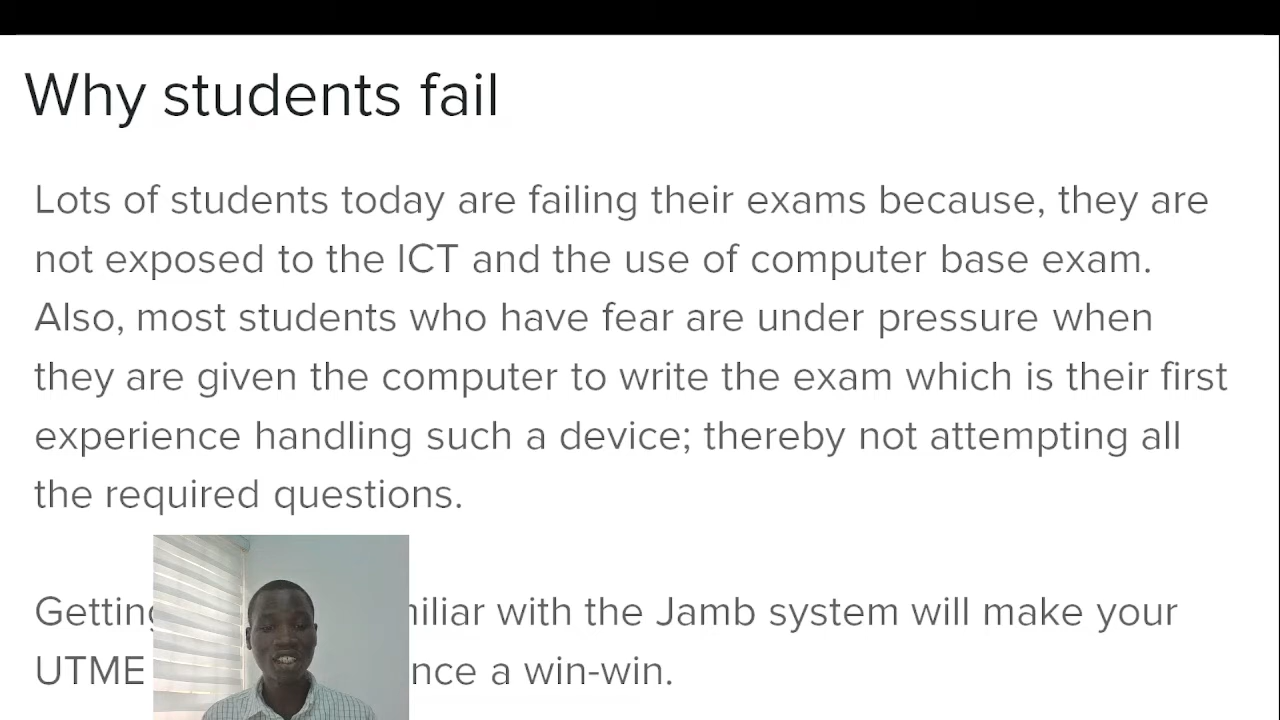 Why students fail
Lots of students today are failing their exams because, they are
not exposed to the ICT and the use of computer base exam.
Also, most students who have fear are under pressure when
they are given the computer to write the exam which is their first
experience handling such a device; thereby not attempting all
the required questions.
Getting with the Jamb system will make your
UTME a win-win.